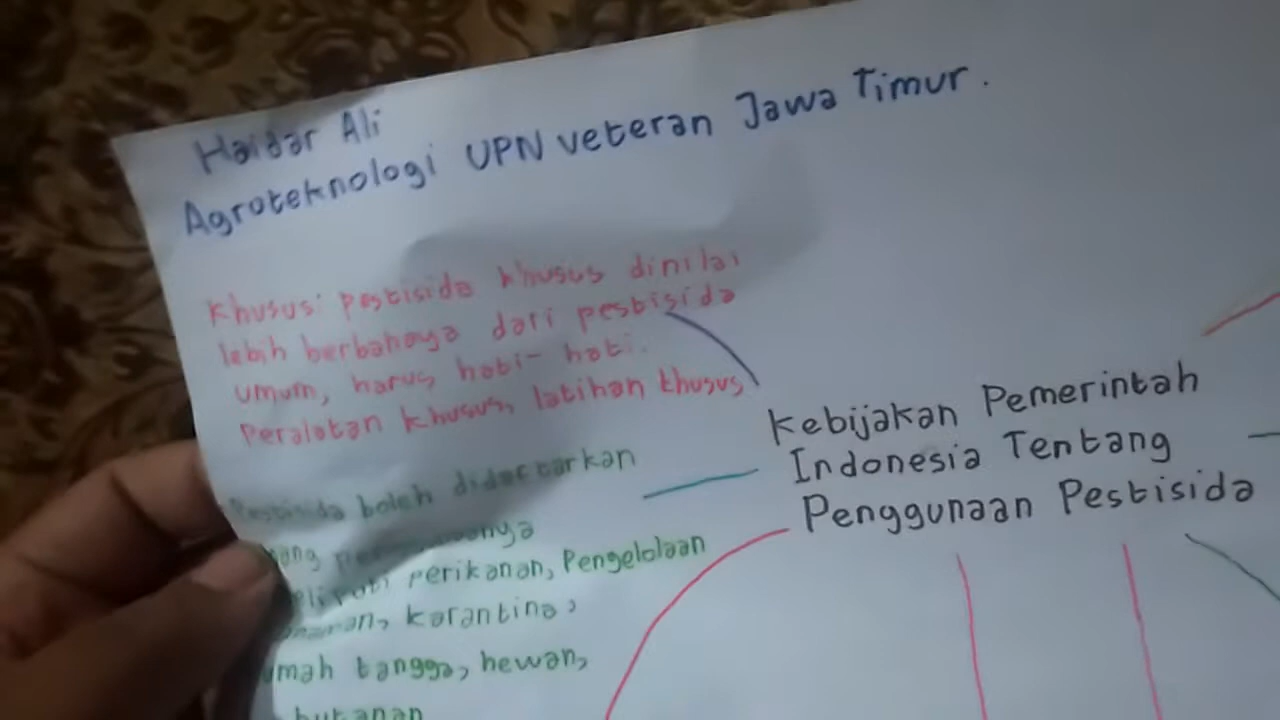 Haidar Ali
Agroteknologi UPN veteran Jawa Timur.
Khusus: pestisida khusus dinilai
lebih berbahaya dari pestisida
umum, harus hati-hati.
Peralatan khusus, latihan khusus
Kebijakan Pemerintah
Indonesia Tentang
Penggunaan Pestisida
Pestisida boleh didaftarkan
perikanan, Pengelolaan
karantina,
tangga, hewan,